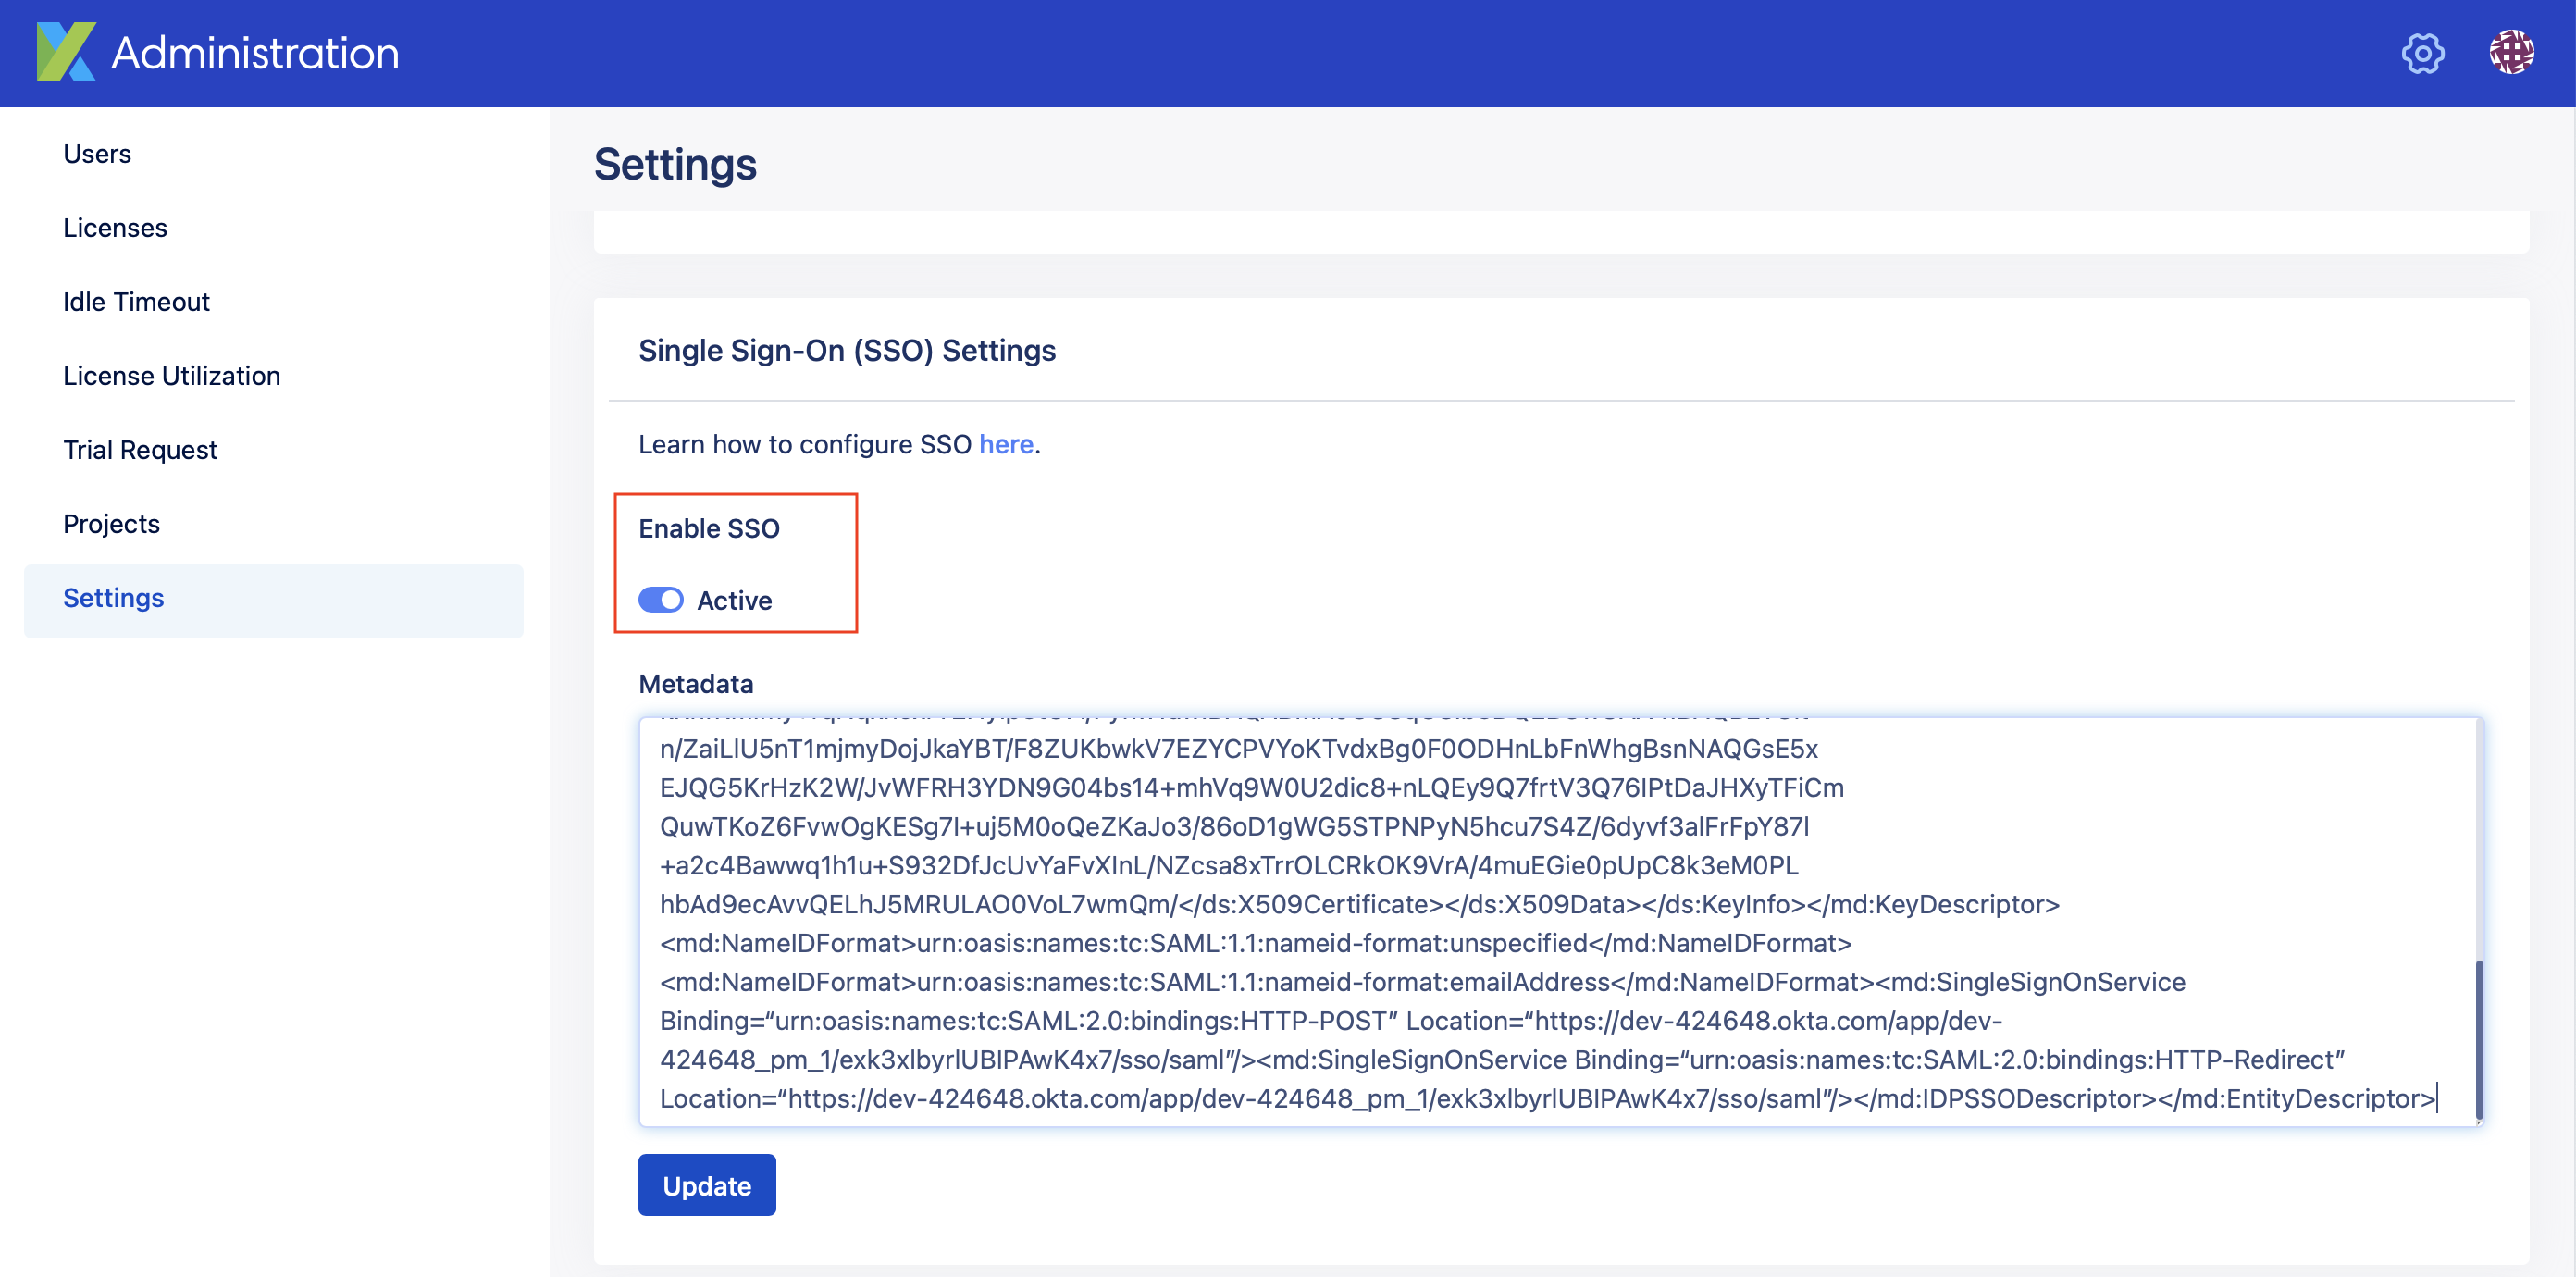 Administration
Users
Licenses
Idle Timeout
License Utilization
Trial Request
Projects
Settings
Settings
Single Sign-On (SSO) Settings
Learn how to configure SSO here.
Enable SSO
Active
Metadata
n/ZaiLlU5nT1mjmyDojJkaYBT/F8ZUKbwkV7EZYCPVYoKTvdxBg0F0ODHnLbFnWhgBsnNAQGsE5x
EJQG5KrHzK2W/JvWFRH3YDN9G04bs14+mhVq9W0U2dic8+nLQEy9Q7frtV3Q76IPtDaJHXyTFiCm
QuwTKoZ6FvwOgKESg7I+uj5M0oQeZKaJo3/86oD1gWG5STPNPyN5hcu7S4Z/6dyvf3alFrFpY87l
+a2c4Bawwq1h1u+S932DfJcUvYaFvXInL/NZcsa8xTrrOLCRkOK9VrA/4muEGie0pUpC8k3eM0PL
hbAd9ecAvvQELhJ5MRULAO0VoL7wmQm/</ds:X509Certificate></ds:X509Data></ds:KeyInfo></md:KeyDescriptor>
<md:NameIDFormat>urn:oasis:names:tc:SAML:1.1:nameid-format:unspecified</md:NameIDFormat>
<md:NameIDFormat>urn:oasis:names:tc:SAML:1.1:nameid-format:emailAddress</md:NameIDFormat><md:SingleSignOnService
Binding=“urn:oasis:names:tc:SAML:2.0:bindings:HTTP-POST” Location=“https://dev-424648.okta.com/app/dev-
424648_pm_1/exk3xlbyrlUBIPAwK4x7/sso/saml”/><md:SingleSignOnService Binding=“urn:oasis:names:tc:SAML:2.0:bindings:HTTP-Redirect”
Location=“https://dev-424648.okta.com/app/dev-424648_pm_1/exk3xlbyrlUBIPAwK4x7/sso/saml”/></md:IDPSSODescriptor></md:EntityDescriptor>
Update